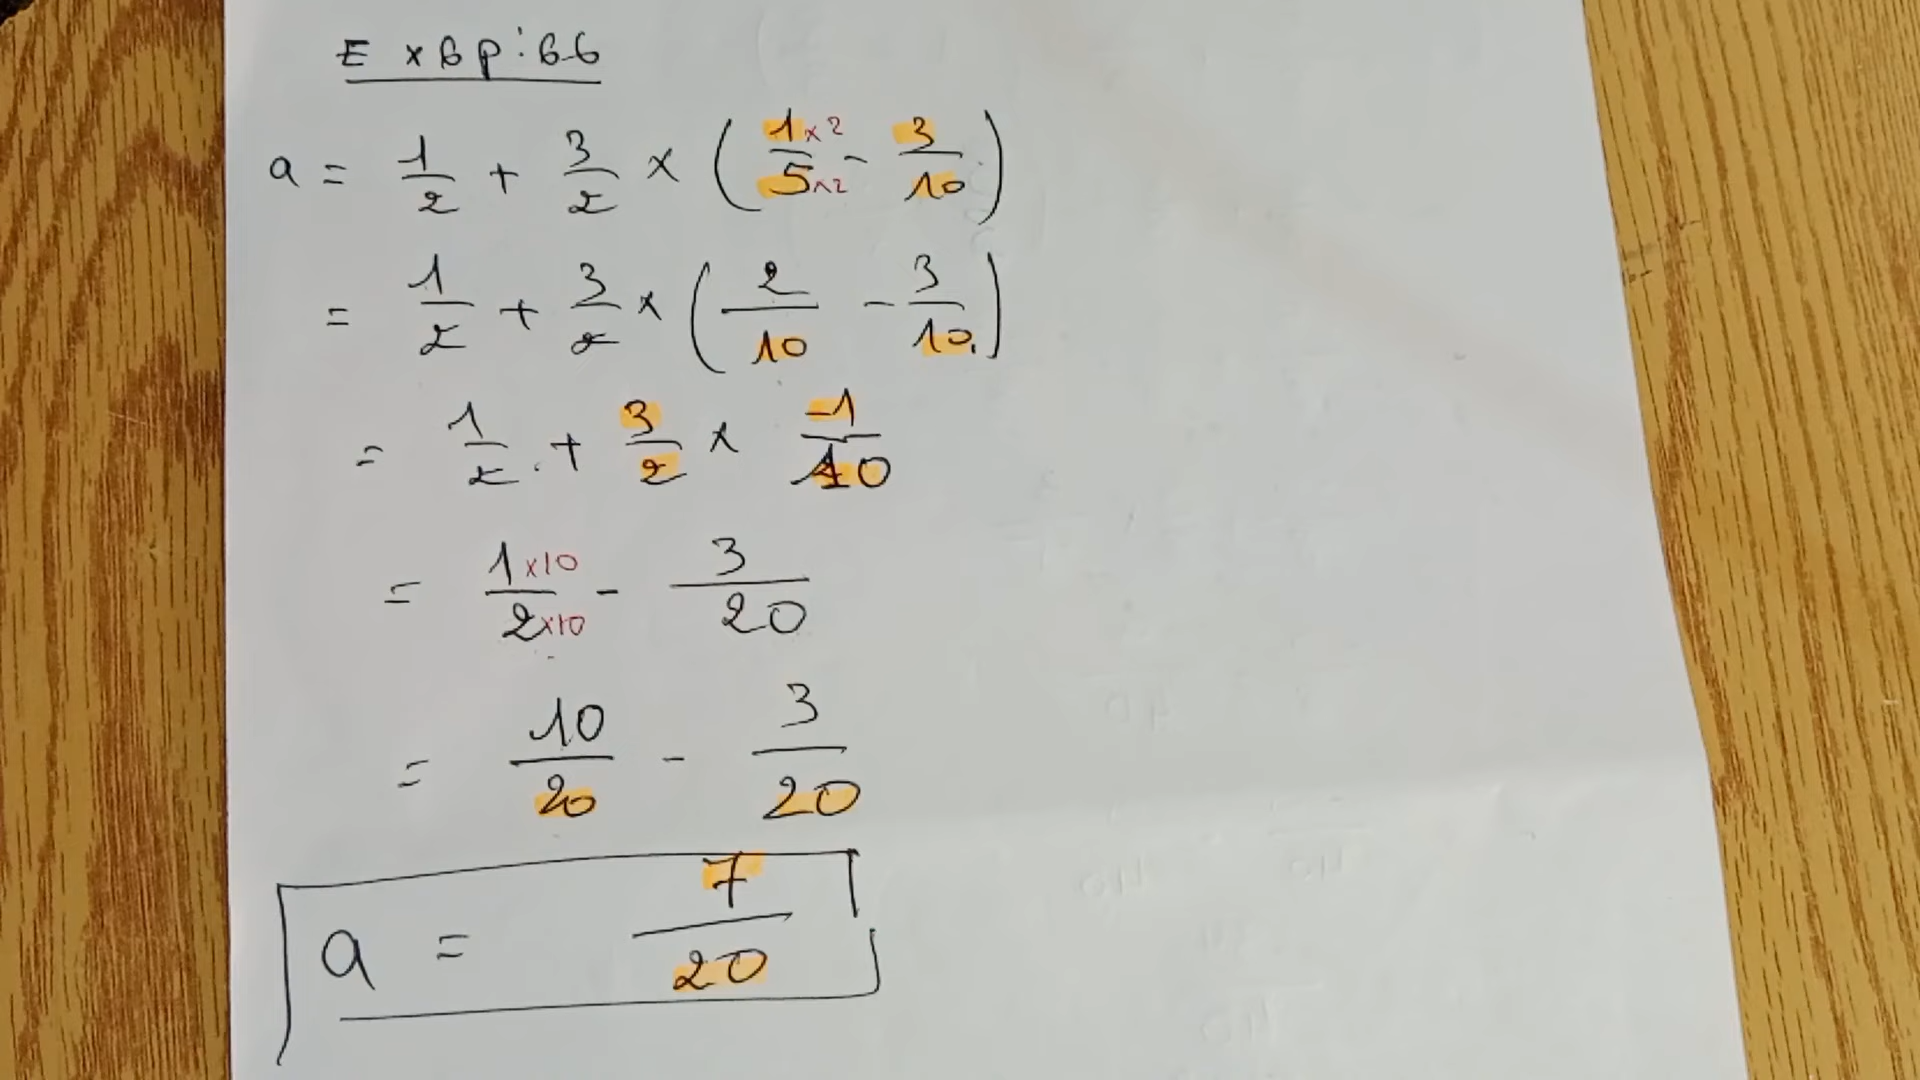 Ex 6 p: 66
a = 1/2 + 3/2 × ( 1×2/5×2 - 3/10 )
= 1/2 + 3/2 × ( 2/10 - 3/10 )
= 1/2 + 3/2 × -1/10
= 1×10/2×10 - 3/20
= 10/20 - 3/20
a = 7/20